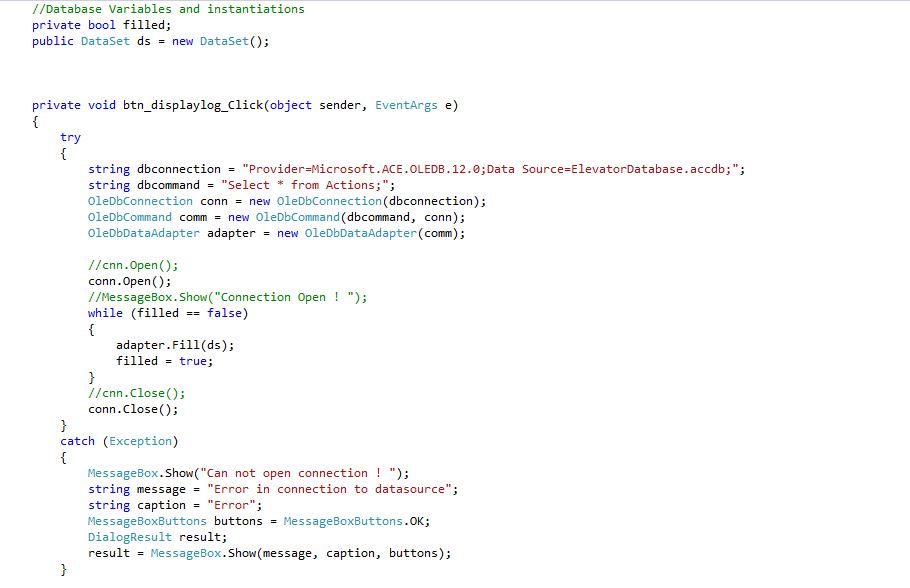 //Database Variables and instantiations
private bool filled;
public DataSet ds = new DataSet();
private void btn_displaylog_Click(object sender, EventArgs e)
{
try
{
string dbconnection = "Provider=Microsoft.ACE.OLEDB.12.0;Data Source=ElevatorDatabase.accdb;";
string dbcommand = "Select * from Actions;";
OleDbConnection conn = new OleDbConnection(dbconnection);
OleDbCommand comm = new OleDbCommand(dbcommand, conn);
OleDbDataAdapter adapter = new OleDbDataAdapter(comm);
//cnn.Open();
conn.Open();
//MessageBox.Show("Connection Open ! ");
while (filled == false)
{
adapter.Fill(ds);
filled = true;
}
//cnn.Close();
conn.Close();
}
catch (Exception)
{
MessageBox.Show("Can not open connection ! ");
string message = "Error in connection to datasource";
string caption = "Error";
MessageBoxButtons buttons = MessageBoxButtons.OK;
DialogResult result;
result = MessageBox.Show(message, caption, buttons);
}